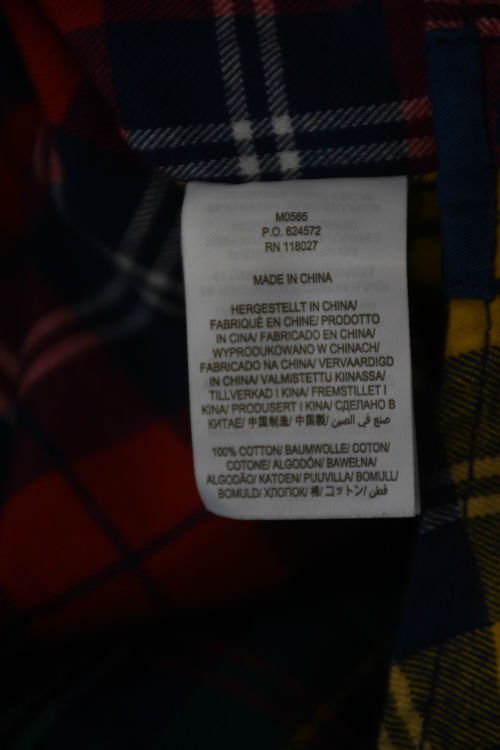 M0585
P.O. 624572
RN 118027
MADE IN CHINA
HERGESTELLT IN CHINA/
FABRIQUÉ EN CHINE/ PRODOTTO
IN CINA/ FABRICADO EN CHINA/
WYPRODUKOWANO W CHINACH/
FABRICADO NA CHINA/ VERVAARDIGD
IN CHINA/ VALMISTETTU KIINASSA/
TILLVERKAD I KINA/ FREMSTILLET I
KINA/ PRODUSERT I KINA/ СДЕЛАНО В
КИТАЕ/ 中国制造/ 中国製/ صنع في الصين
100% COTTON/ BAUMWOLLE/ COTON/
COTONE/ ALGODÓN/ BAWEŁNA/
ALGODÃO/ KATOEN/ PUUVILLA/ BOMULL/
BOMULD/ ХЛОПОК/ 棉/ コットン/ قطن